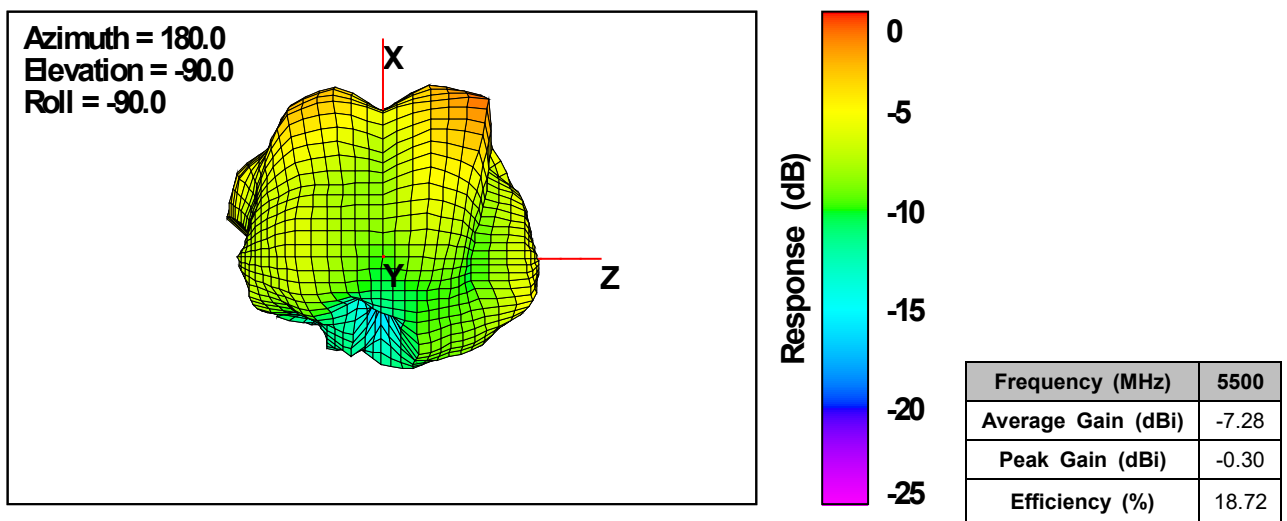 Azimuth = 180.0
Elevation = -90.0
Roll = -90.0
X
Y
Z
Response (dB)
0
-5
-10
-15
-20
-25
Frequency (MHz) 5500
Average Gain (dBi) -7.28
Peak Gain (dBi) -0.30
Efficiency (%) 18.72